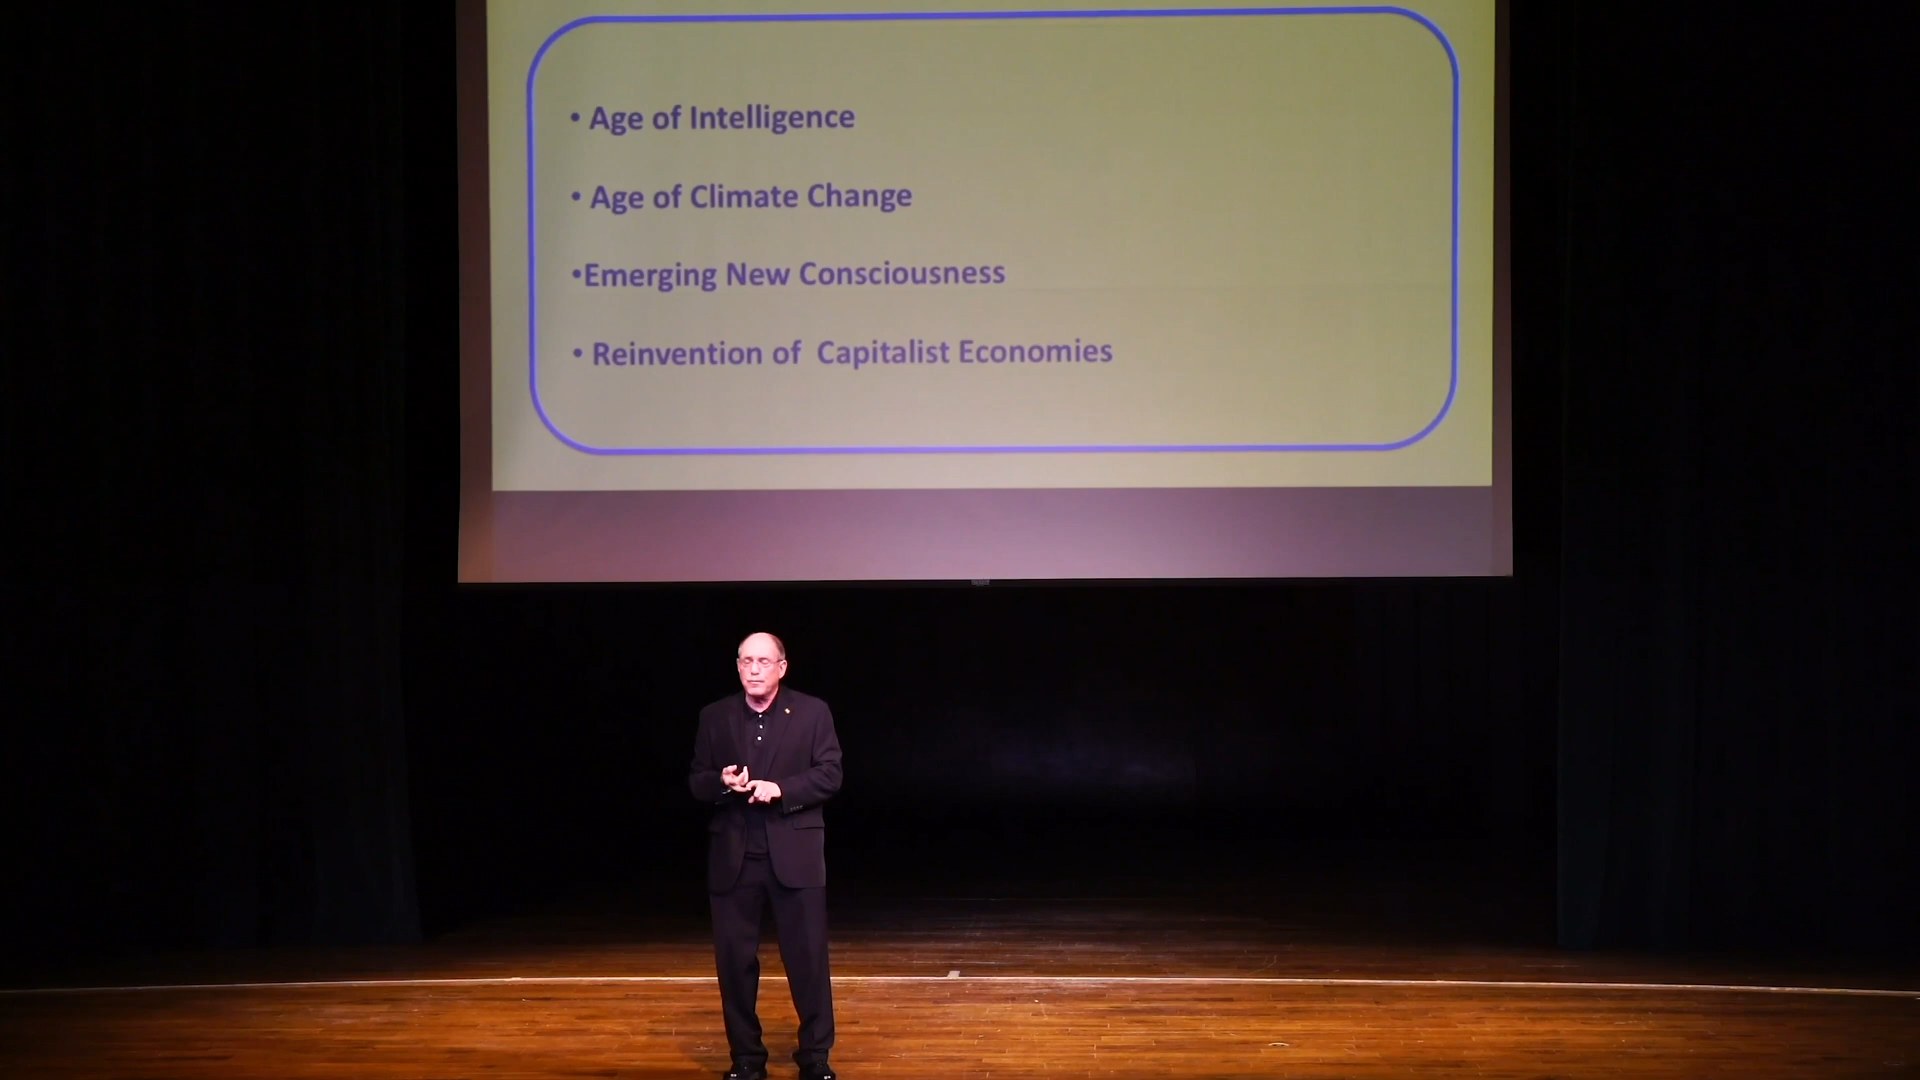 • Age of Intelligence
• Age of Climate Change
•Emerging New Consciousness
• Reinvention of  Capitalist Economies